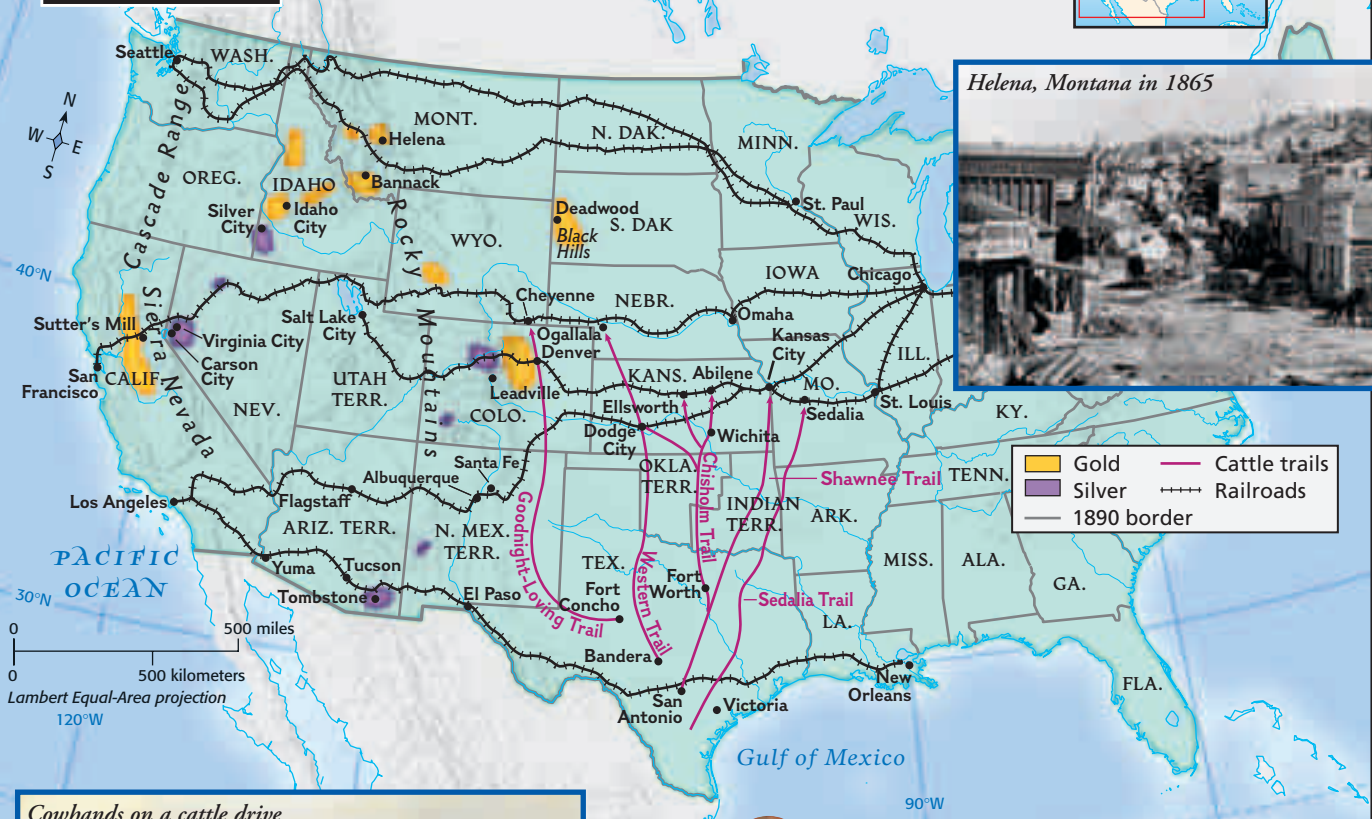 Seattle
WASH.
Cascade Range
N
W E
S
MONT.
Helena
N. DAK.
MINN.
OREG.
IDAHO
Bannack
Silver
City
Idaho
City
Rocky Mountains
WYO.
Deadwood
Black
Hills
S. DAK
St. Paul
WIS.
40°N
IOWA
Chicago
Cheyenne
NEBR.
Omaha
Sutter's Mill
Sierra Nevada
Virginia City
Carson
City
Salt Lake
City
Ogallala
Denver
Kansas
City
ILL.
San
Francisco
CALIF.
NEV.
UTAH
TERR.
Leadville
COLO.
KANS.
Abilene
MO.
Ellsworth
Sedalia
St. Louis
Dodge
City
Wichita
KY.
Santa Fe
Albuquerque
OKLA.
TERR.
Chisholm Trail
Shawnee Trail
TENN.
Los Angeles
Flagstaff
ARIZ. TERR.
N. MEX.
TERR.
Goodnight-Loving Trail
INDIAN
TERR.
ARK.
PACIFIC
OCEAN
Yuma
Tucson
Tombstone
El Paso
TEX.
Fort
Concho
Western Trail
Fort
Worth
Sedalia Trail
MISS.
ALA.
GA.
LA.
30°N
Bandera
San
Antonio
Victoria
New
Orleans
FLA.
Gulf of Mexico
0 500 miles
0 500 kilometers
Lambert Equal-Area projection
120°W
90°W
Helena, Montana in 1865
Gold
Silver
1890 border
Cattle trails
Railroads
Cowhands on a cattle drive